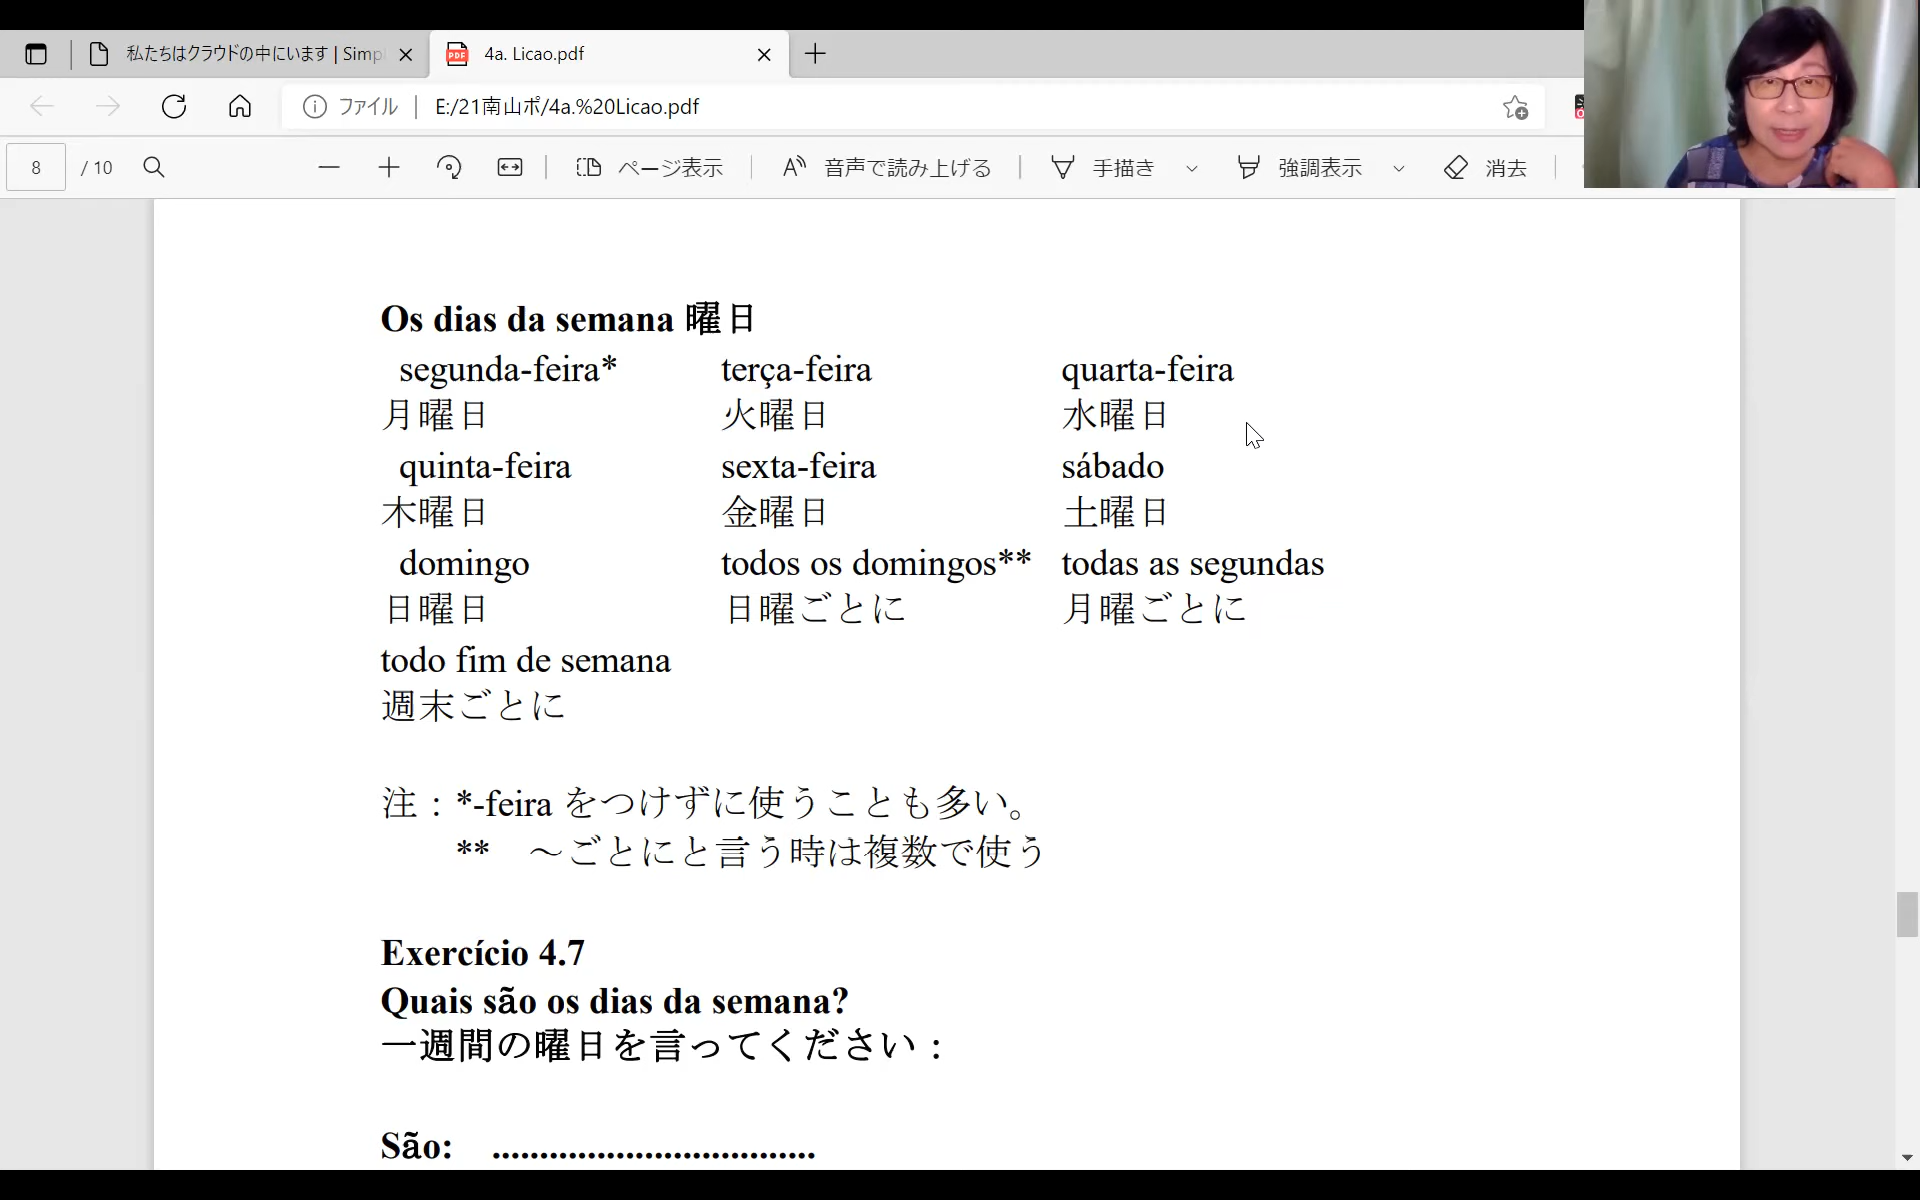 私たちはクラウドの中にいます | Simp
4a. Licao.pdf
ファイル | E:/21南山ポ/4a.%20Licao.pdf
8 / 10 ページ表示 音声で読み上げる 手描き 強調表示 消去
Os dias da semana 曜日
segunda-feira* terça-feira quarta-feira
月曜日 火曜日 水曜日
quinta-feira sexta-feira sábado
木曜日 金曜日 土曜日
domingo todos os domingos** todas as segundas
日曜日 日曜ごとに 月曜ごとに
todo fim de semana
週末ごとに
注：*-feira をつけずに使うことも多い。
** ～ごとにと言う時は複数で使う
Exercício 4.7
Quais são os dias da semana?
一週間の曜日を言ってください：
São: ..................................